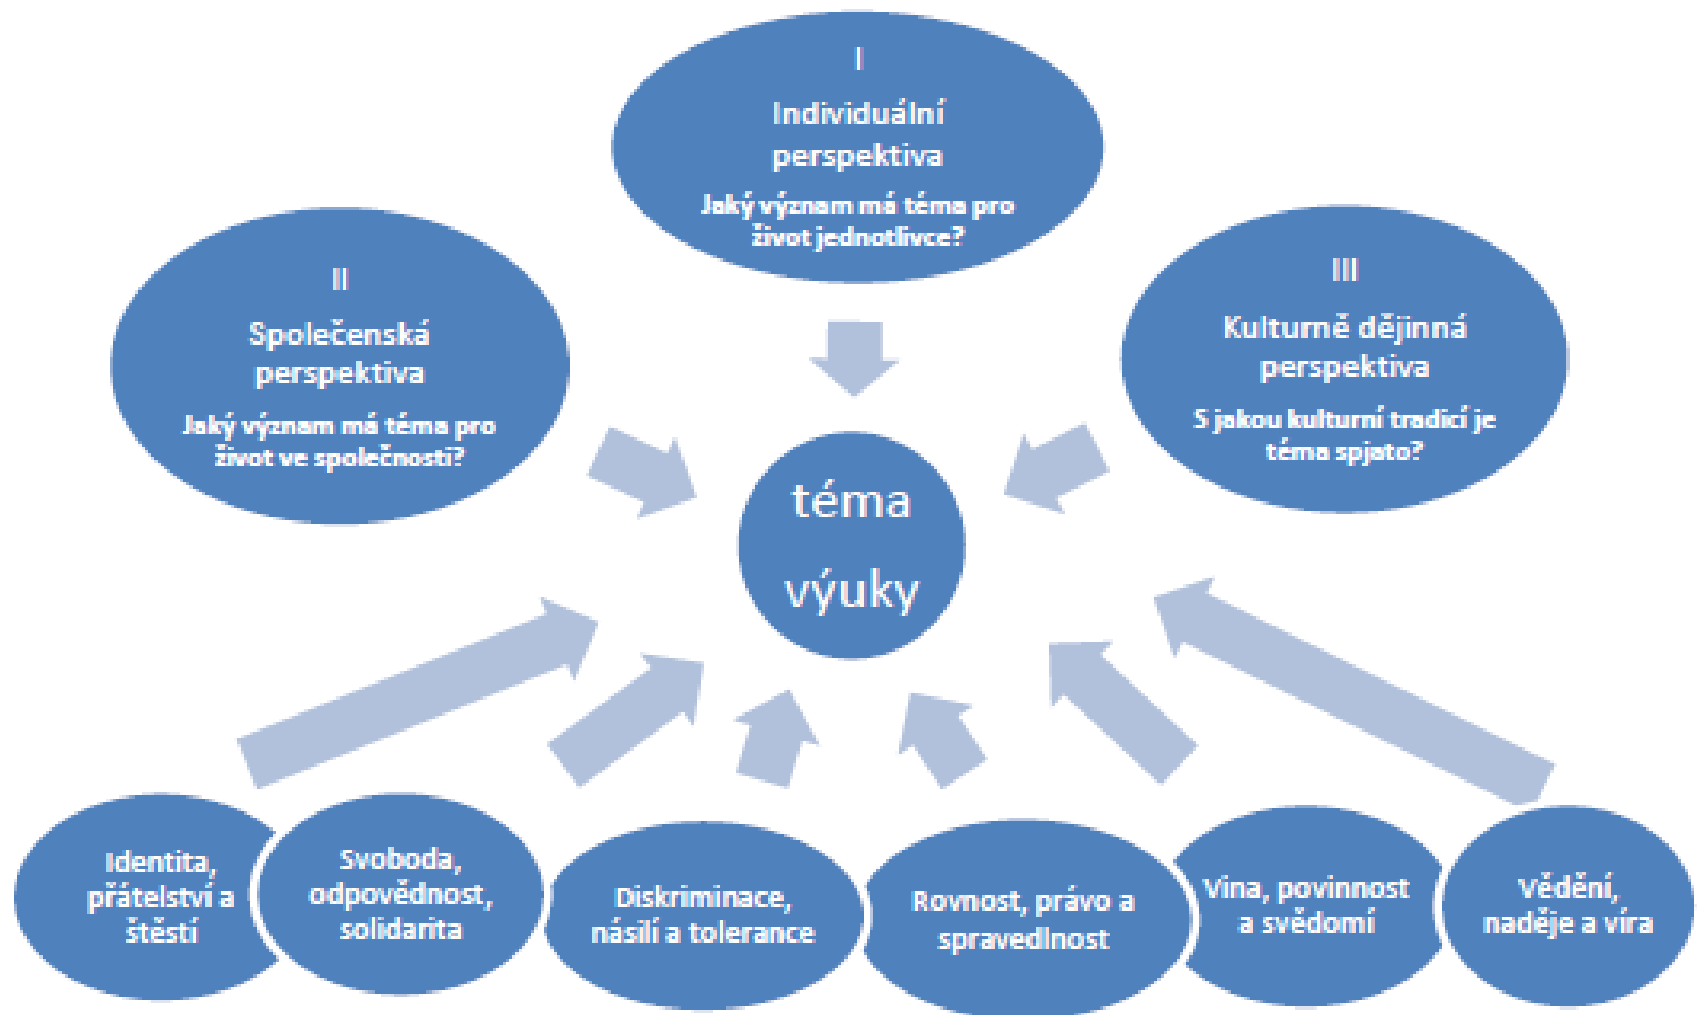 I
Individuální
perspektiva
Jaký význam má téma pro
život jednotlivce?
II
Společenská
perspektiva
Jaký význam má téma pro
život ve společnosti?
III
Kulturně dějinná
perspektiva
S jakou kulturní tradicí je
téma spjato?
téma
výuky
Identita,
přátelství a
štěstí
Svoboda,
odpovědnost,
solidarita
Diskriminace,
násilí a tolerance
Rovnost, právo a
spravedlnost
Vina, povinnost
a svědomí
Vědění,
naděje a víra